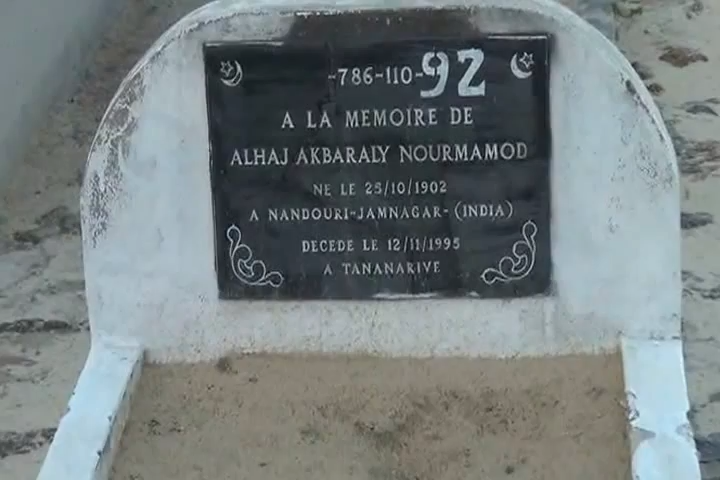 -786-110-92
A LA MEMOIRE DE
ALHAJ AKBARALY NOURMAMOD
NE LE 25/10/1902
A NANDOURI-JAMNAGAR-(INDIA)
DECEDE LE 12/11/1995
A TANANARIVE